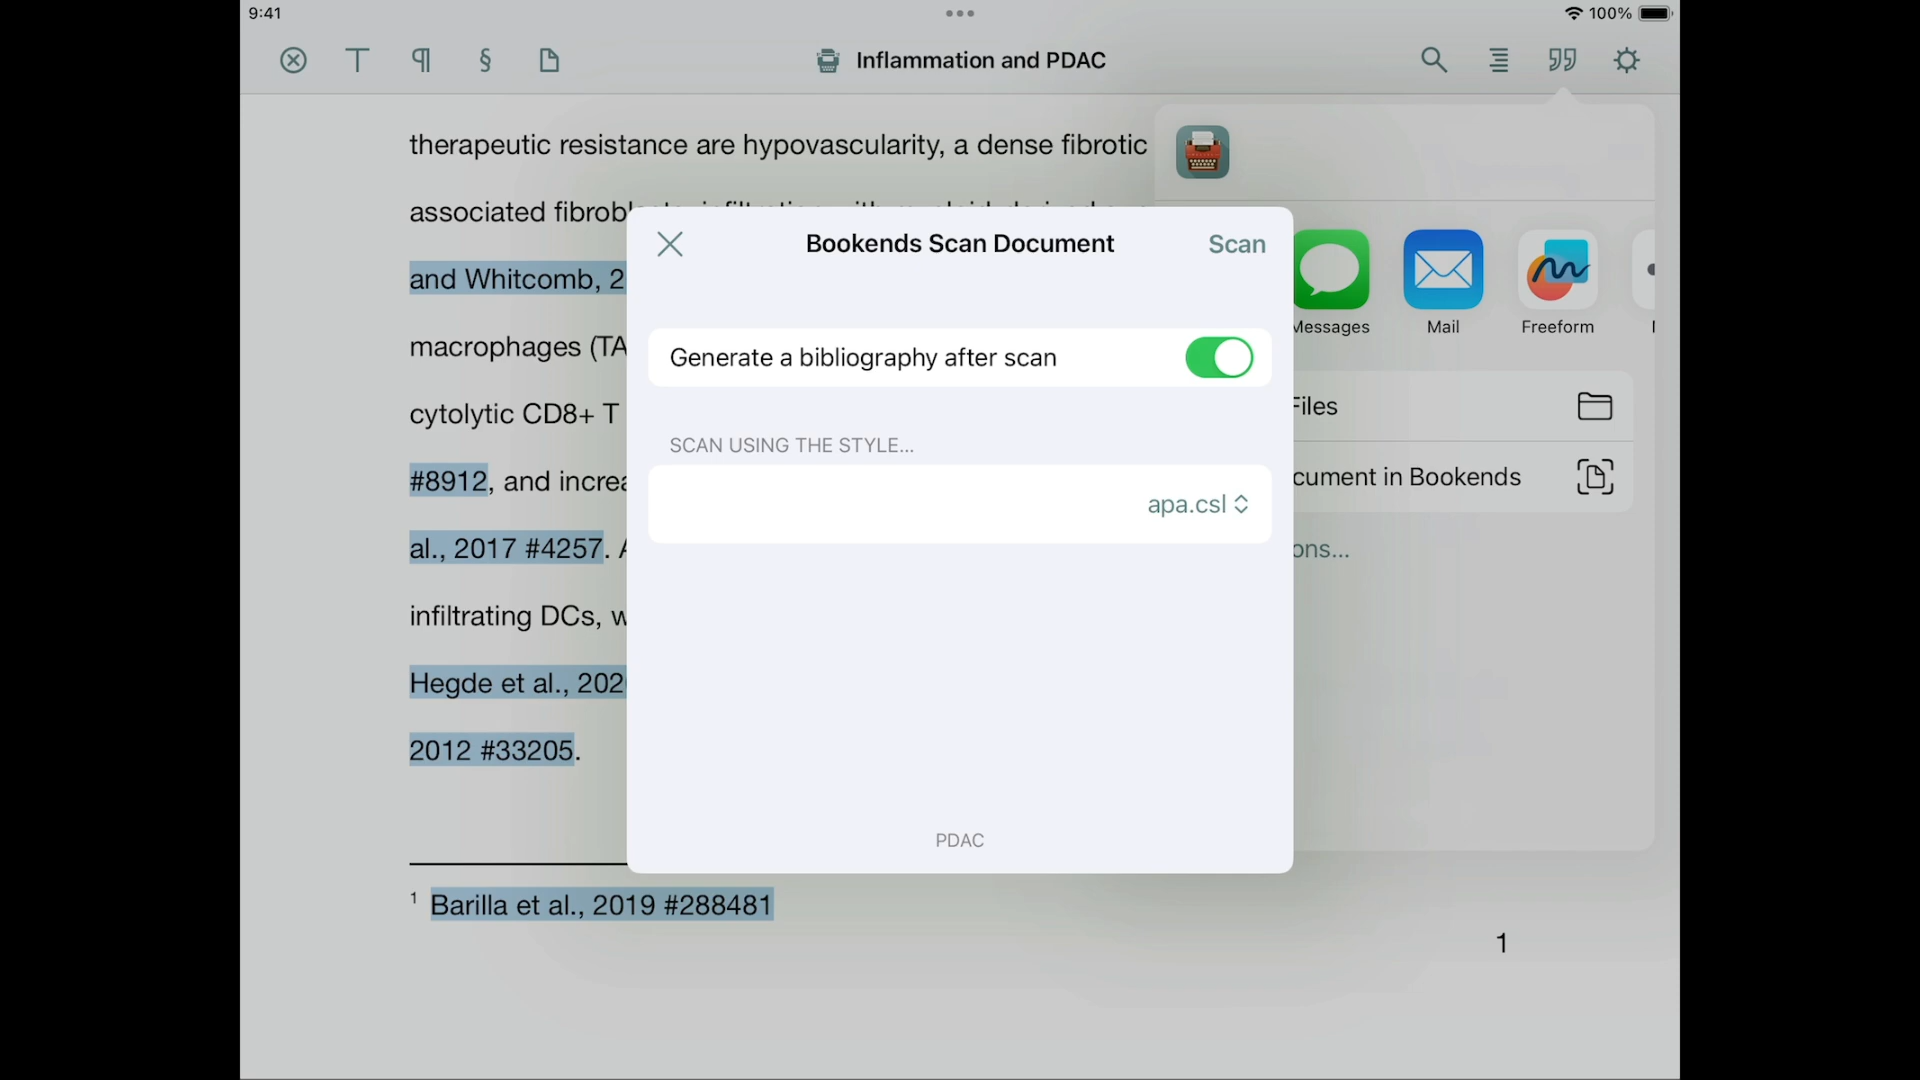 9:41
100%
Inflammation and PDAC
therapeutic resistance are hypovascularity, a dense fibrotic
associated
and Whitcomb, 2
macrophages (TA
cytolytic CD8+ T
#8912, and increa
al., 2017 #4257. A
infiltrating DCs, w
Hegde et al., 202
2012 #33205.
1 Barilla et al., 2019 #288481
1
Bookends Scan Document
Scan
Generate a bibliography after scan
SCAN USING THE STYLE...
apa.csl
PDAC
Messages
Mail
Freeform
Files
cument in Bookends
ons...